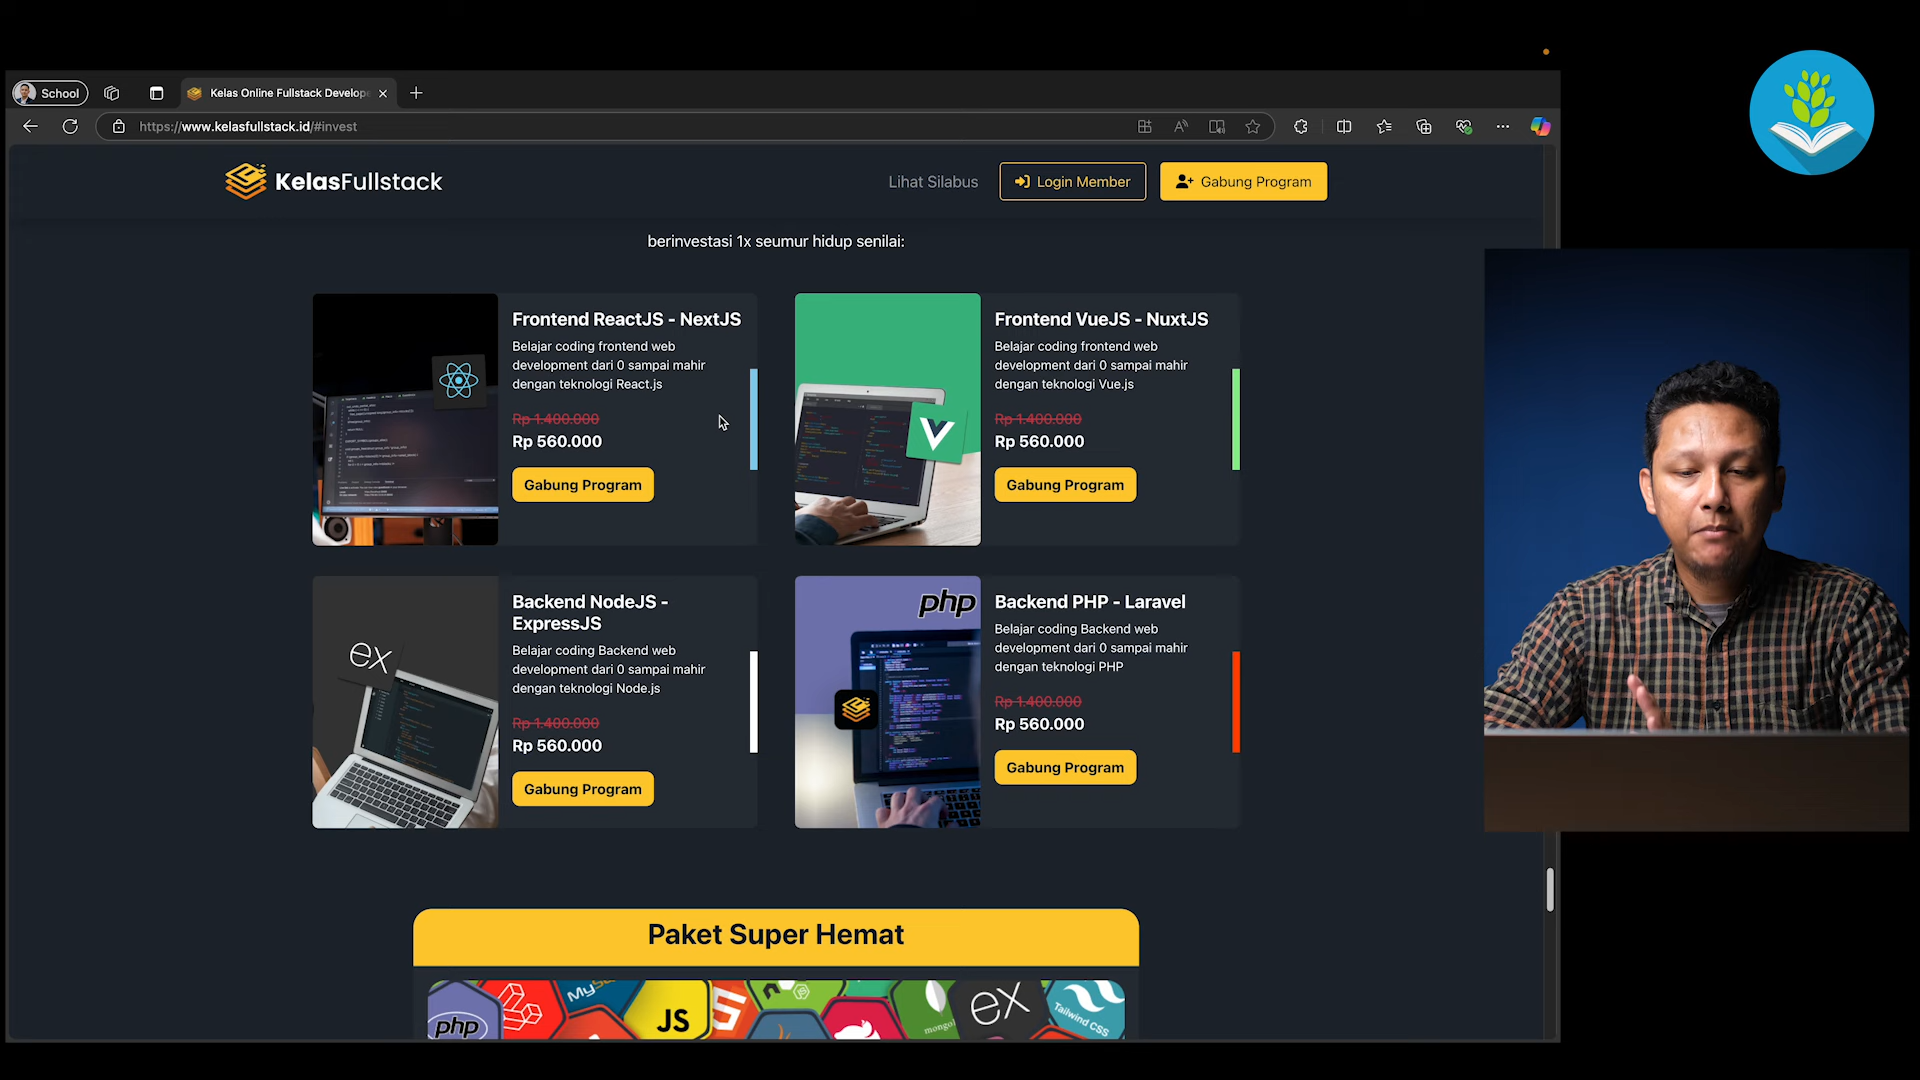 School
Kelas Online Fullstack Develope
https://www.kelasfullstack.id/#invest
KelasFullstack
Lihat Silabus
Login Member
Gabung Program
berinvestasi 1x seumur hidup senilai:
Frontend ReactJS - NextJS
Belajar coding frontend web
development dari 0 sampai mahir
dengan teknologi React.js
Rp 1.400.000
Rp 560.000
Gabung Program
Frontend VueJS - NuxtJS
Belajar coding frontend web
development dari 0 sampai mahir
dengan teknologi Vue.js
Rp 1.400.000
Rp 560.000
Gabung Program
ex
Backend NodeJS -
ExpressJS
Belajar coding Backend web
development dari 0 sampai mahir
dengan teknologi Node.js
Rp 1.400.000
Rp 560.000
Gabung Program
php
Backend PHP - Laravel
Belajar coding Backend web
development dari 0 sampai mahir
dengan teknologi PHP
Rp 1.400.000
Rp 560.000
Gabung Program
Paket Super Hemat
php
MyS
JS
mongo
ex
Tailwind CSS